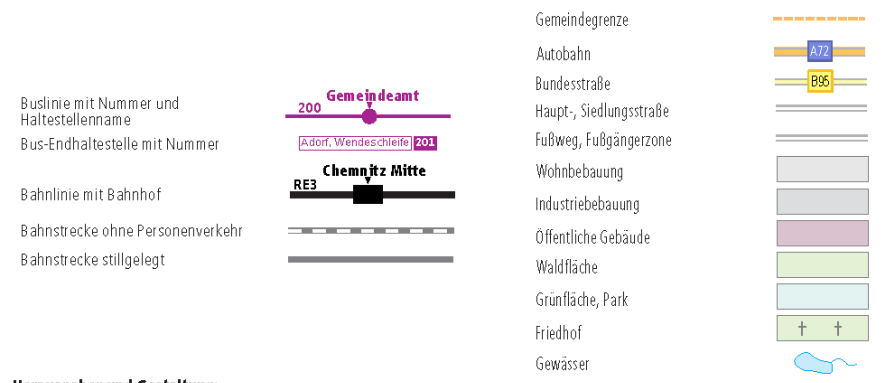 Buslinie mit Nummer und
Haltestellenname
200
Gemeindeamt
Bus-Endhaltestelle mit Nummer
Adorf, Wendeschleife 201
Bahnlinie mit Bahnhof
RE3
Chemnitz Mitte
Bahnstrecke ohne Personenverkehr
Bahnstrecke stillgelegt
Gemeindegrenze
Autobahn
A72
Bundesstraße
B95
Haupt-, Siedlungsstraße
Fußweg, Fußgängerzone
Wohnbebauung
Industriebebauung
Öffentliche Gebäude
Waldfläche
Grünfläche, Park
Friedhof
Gewässer